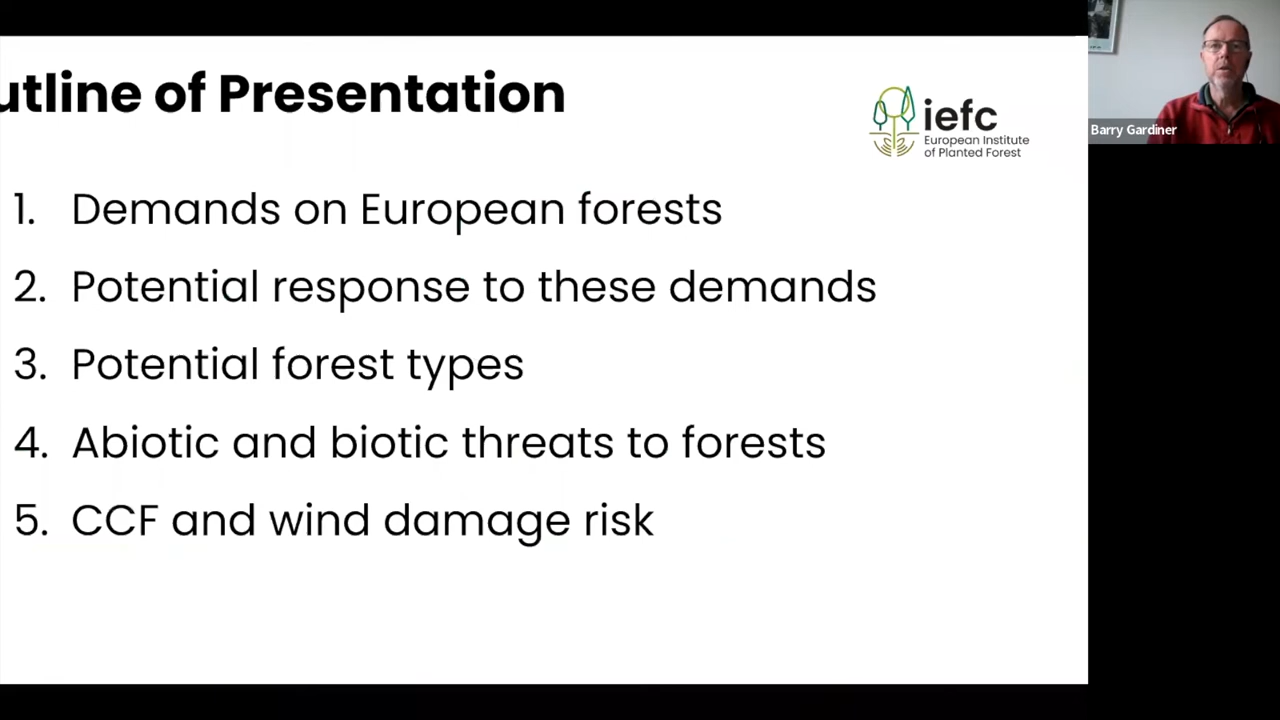 utline of Presentation
iefc
European Institute
of Planted Forest
Barry Gardiner
1. Demands on European forests
2. Potential response to these demands
3. Potential forest types
4. Abiotic and biotic threats to forests
5. CCF and wind damage risk